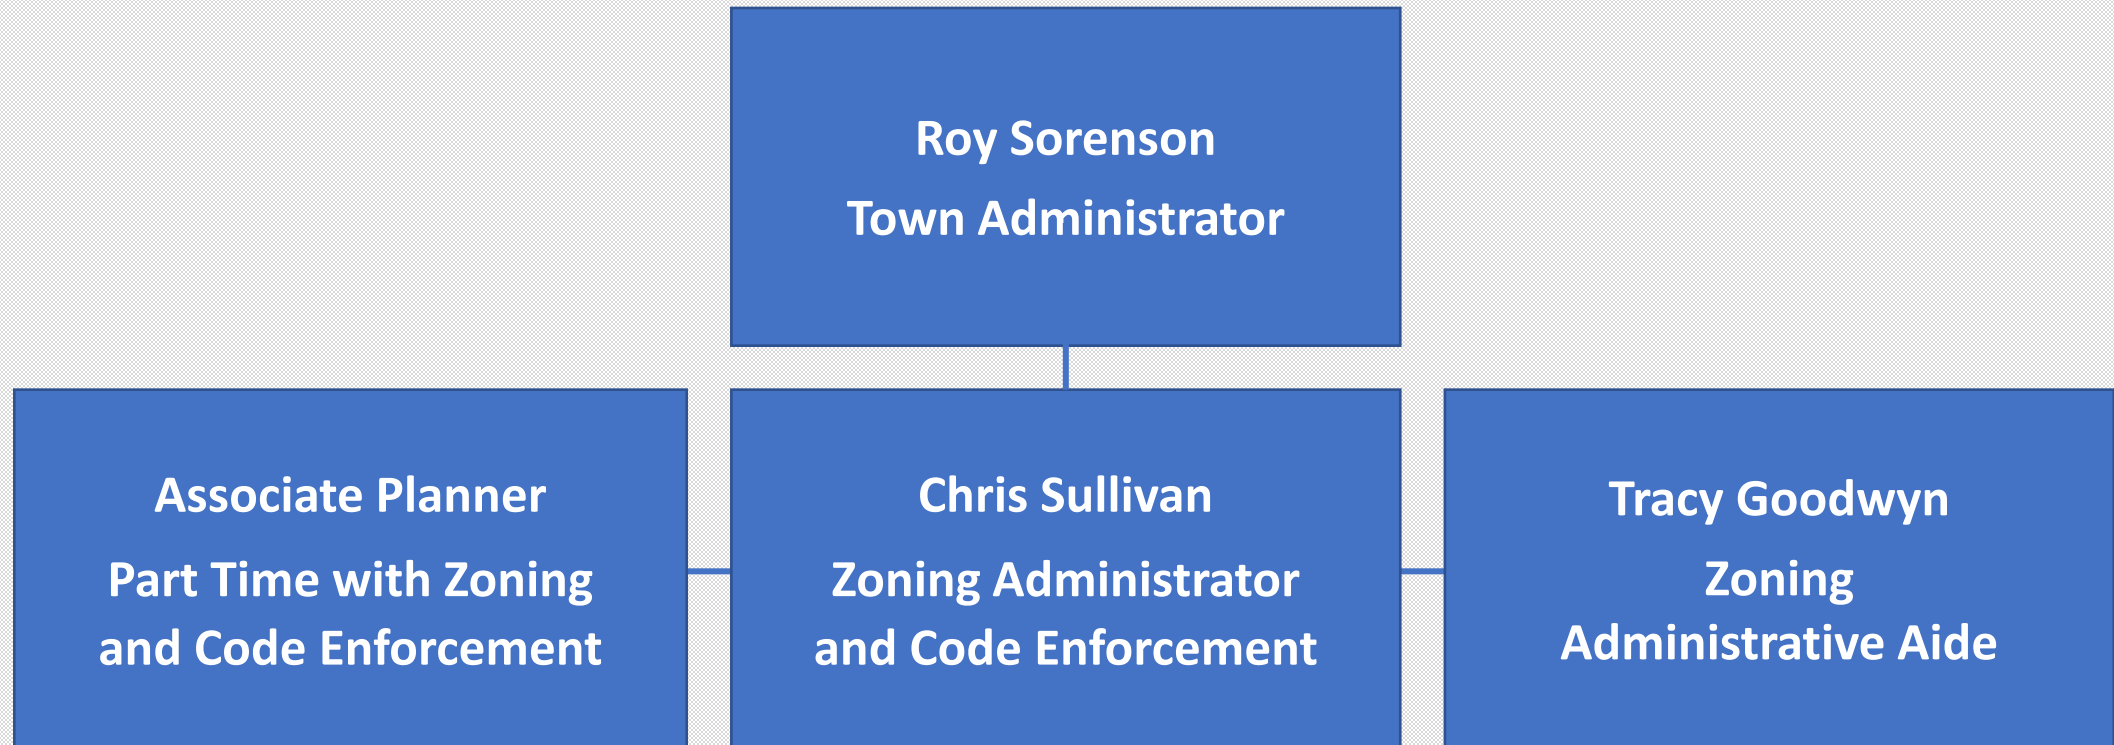 Roy Sorenson
Town Administrator
Associate Planner
Part Time with Zoning
and Code Enforcement
Chris Sullivan
Zoning Administrator
and Code Enforcement
Tracy Goodwyn
Zoning
Administrative Aide